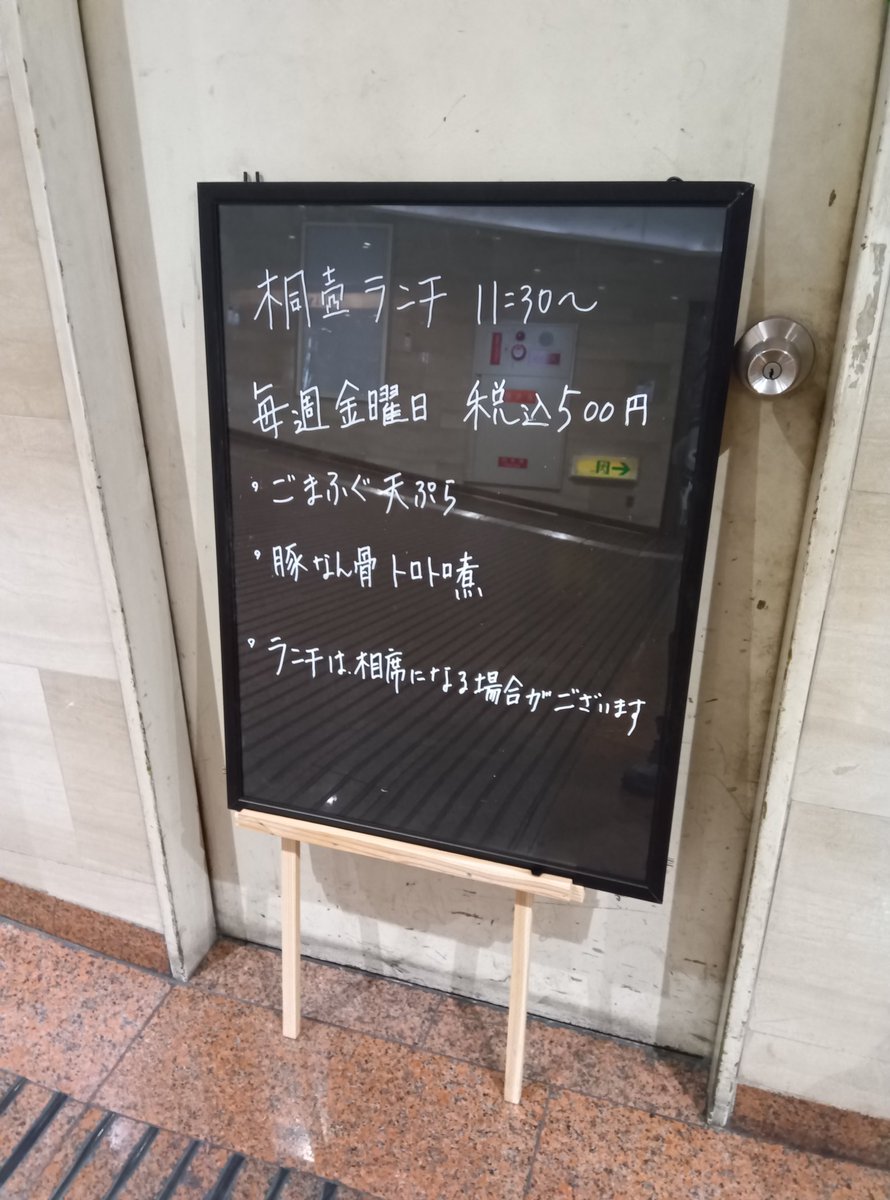 桐壺ランチ 11:30〜
毎週金曜日 税込500円
・ごまふぐ天ぷら
・豚なん骨トロトロ煮
・ランチは、相席になる場合がございます